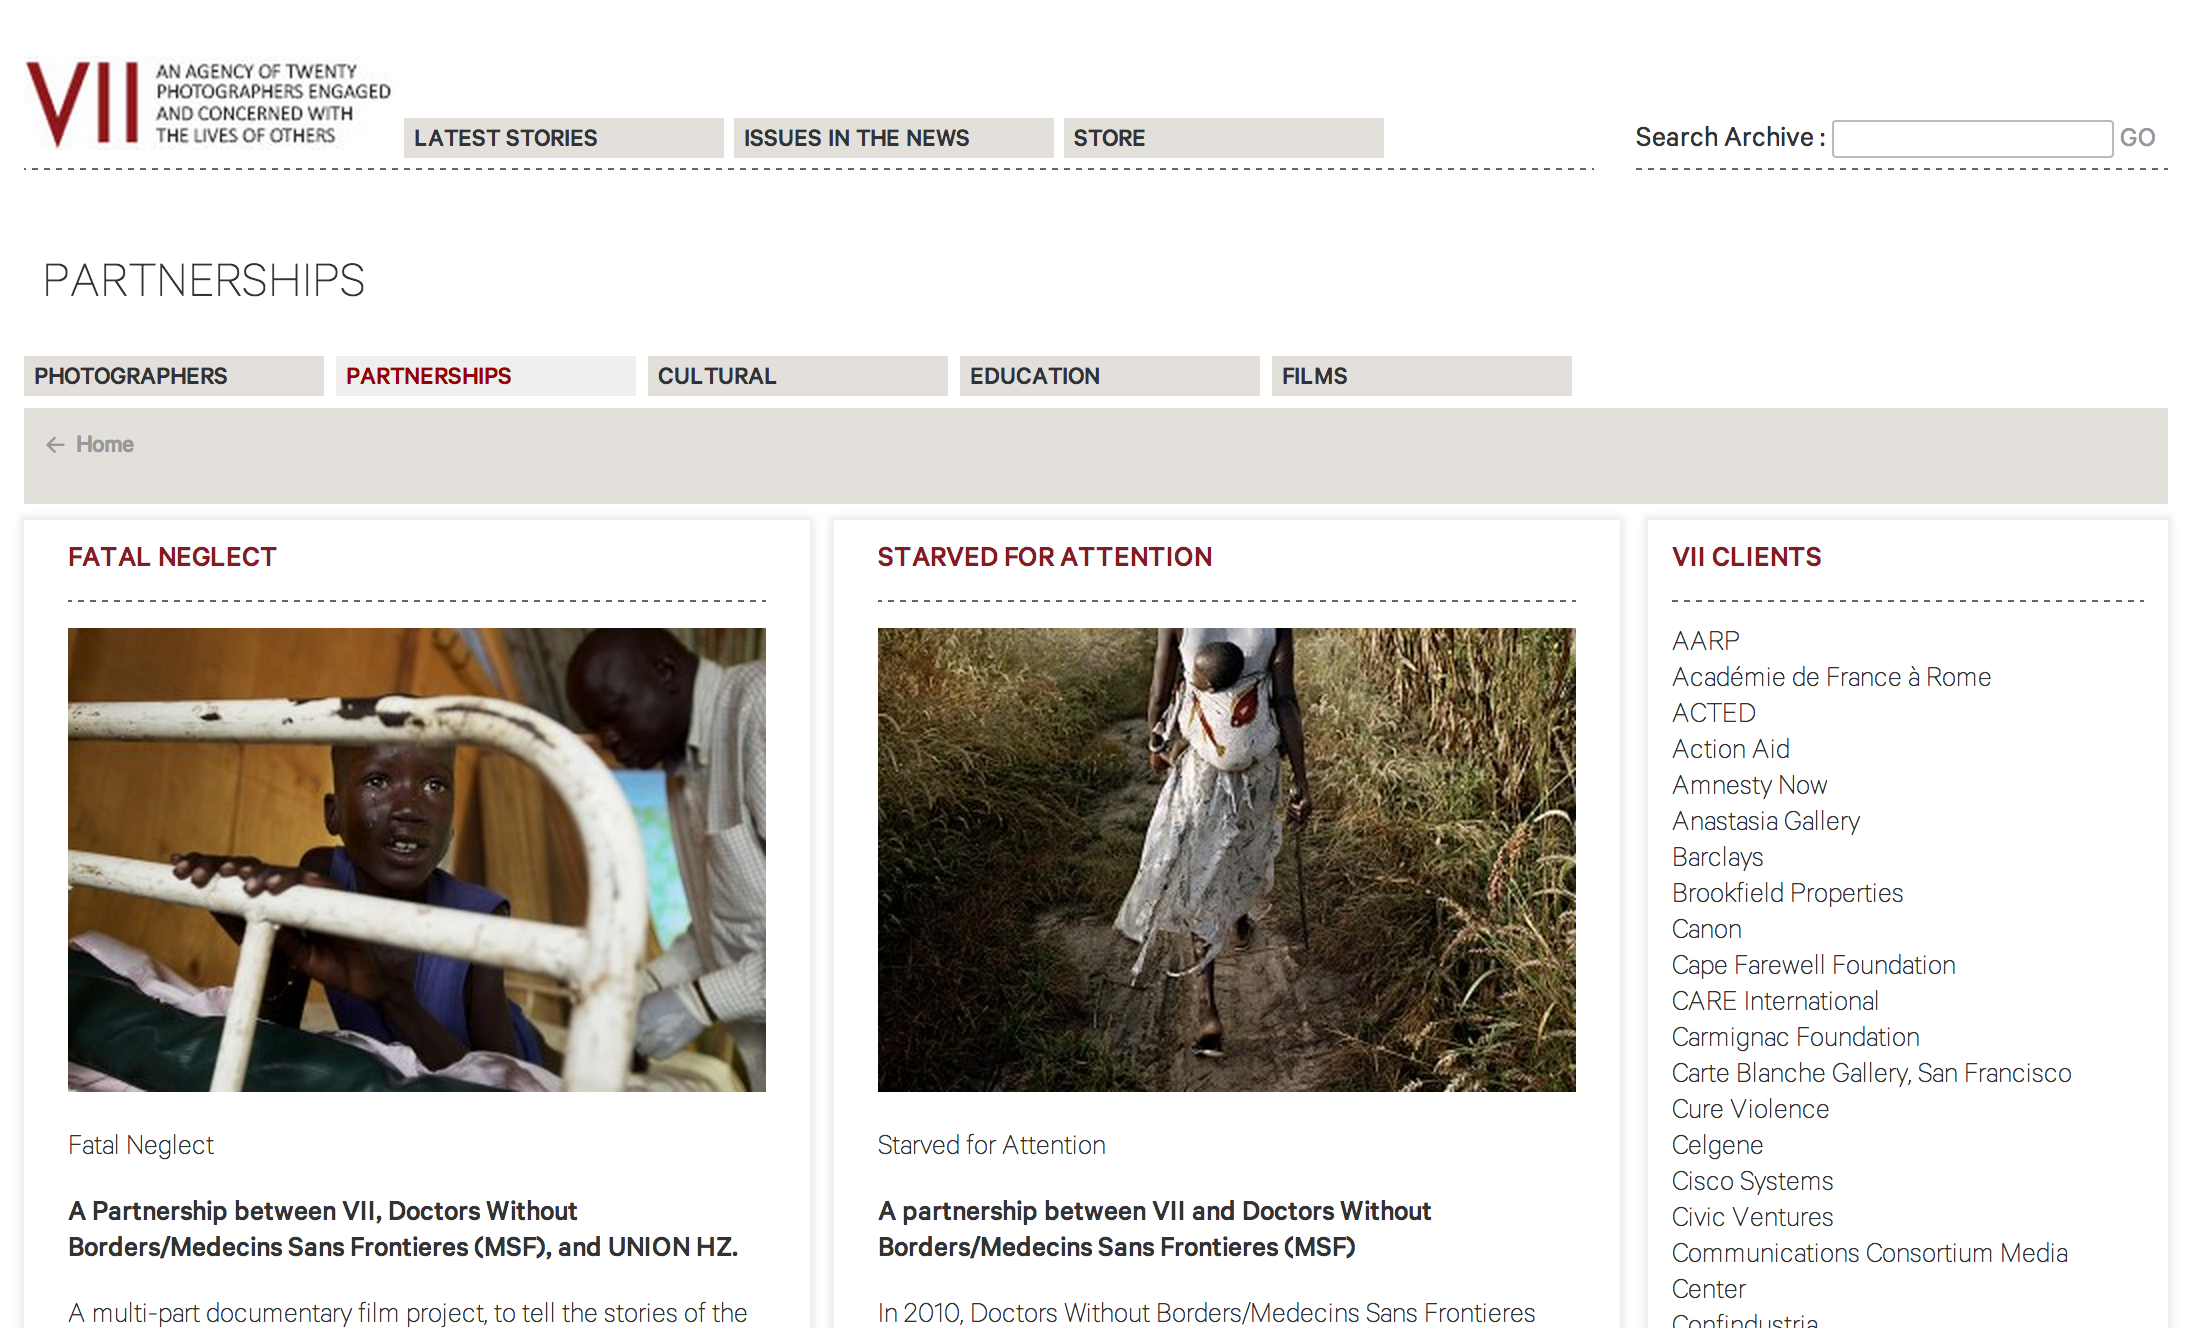 VII
AN AGENCY OF TWENTY
PHOTOGRAPHERS ENGAGED
AND CONCERNED WITH
THE LIVES OF OTHERS
LATEST STORIES
ISSUES IN THE NEWS
STORE
Search Archive :
GO
PARTNERSHIPS
PHOTOGRAPHERS
PARTNERSHIPS
CULTURAL
EDUCATION
FILMS
← Home
FATAL NEGLECT
Fatal Neglect
A Partnership between VII, Doctors Without
Borders/Medecins Sans Frontieres (MSF), and UNION HZ.
A multi-part documentary film project, to tell the stories of the
STARVED FOR ATTENTION
Starved for Attention
A partnership between VII and Doctors Without
Borders/Medecins Sans Frontieres (MSF)
In 2010, Doctors Without Borders/Medecins Sans Frontieres
VII CLIENTS
AARP
Académie de France à Rome
ACTED
Action Aid
Amnesty Now
Anastasia Gallery
Barclays
Brookfield Properties
Canon
Cape Farewell Foundation
CARE International
Carmignac Foundation
Carte Blanche Gallery, San Francisco
Cure Violence
Celgene
Cisco Systems
Civic Ventures
Communications Consortium Media
Center
Confindustria